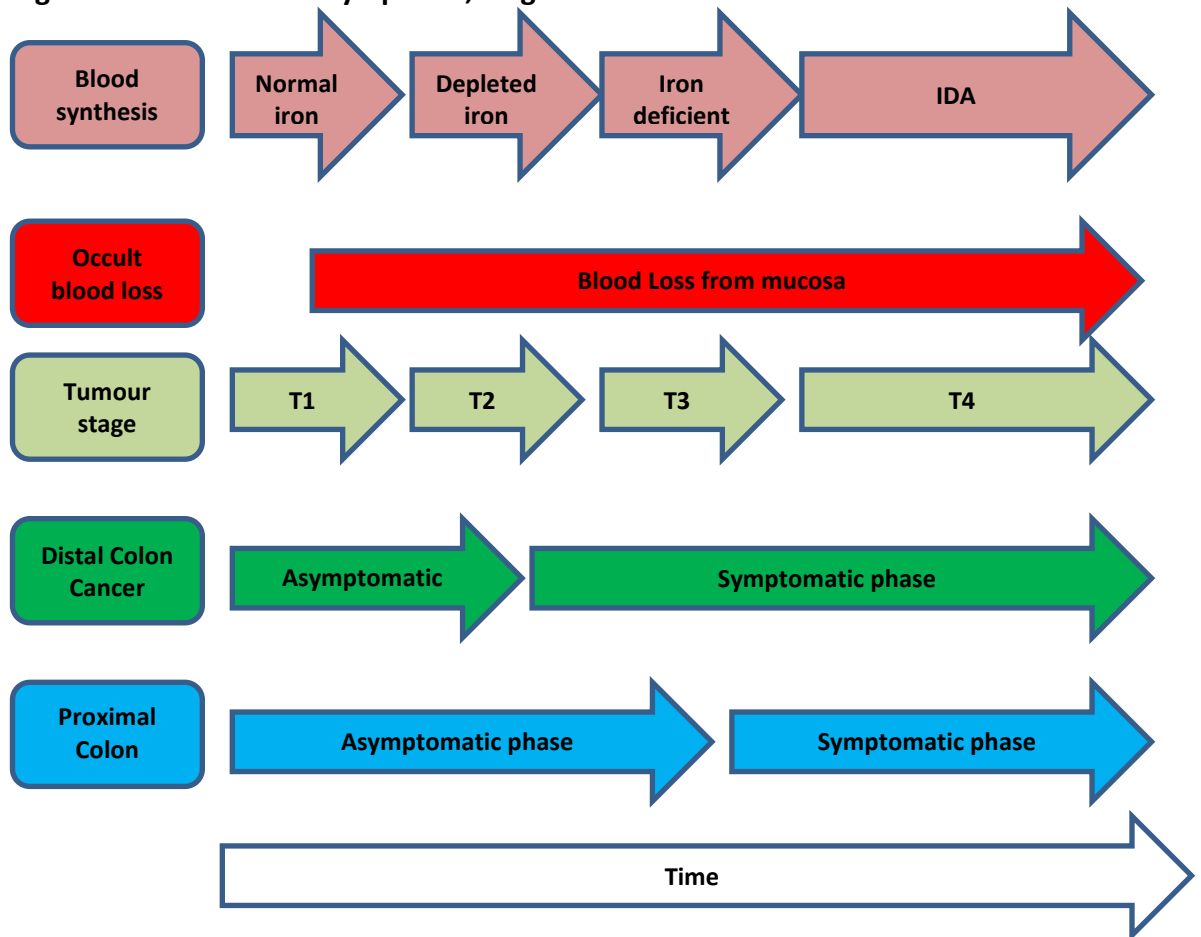 Blood
synthesis
Normal
iron
Depleted
iron
Iron
deficient
IDA
Occult
blood loss
Blood Loss from mucosa
Tumour
stage
T1
T2
T3
T4
Distal Colon
Cancer
Asymptomatic
Symptomatic phase
Proximal
Colon
Asymptomatic phase
Symptomatic phase
Time